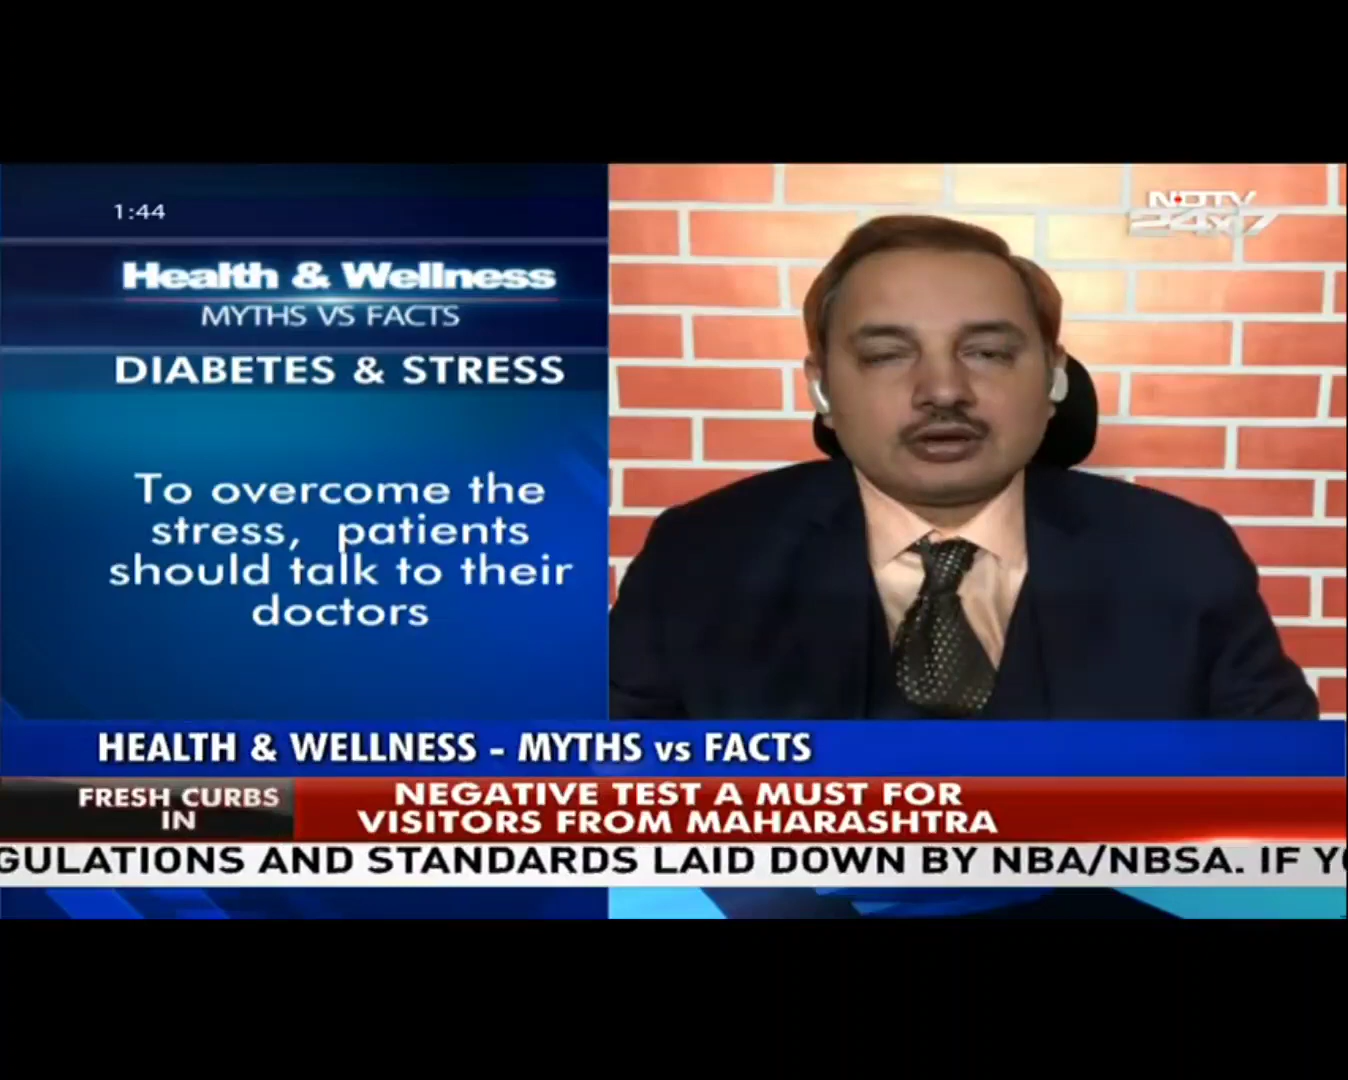 1:44
Health & Wellness
MYTHS VS FACTS
DIABETES & STRESS
To overcome the
stress, patients
should talk to their
doctors
NDTV
24x7
HEALTH & WELLNESS - MYTHS vs FACTS
FRESH CURBS
IN
NEGATIVE TEST A MUST FOR
VISITORS FROM MAHARASHTRA
GULATIONS AND STANDARDS LAID DOWN BY NBA/NBSA. IF Y